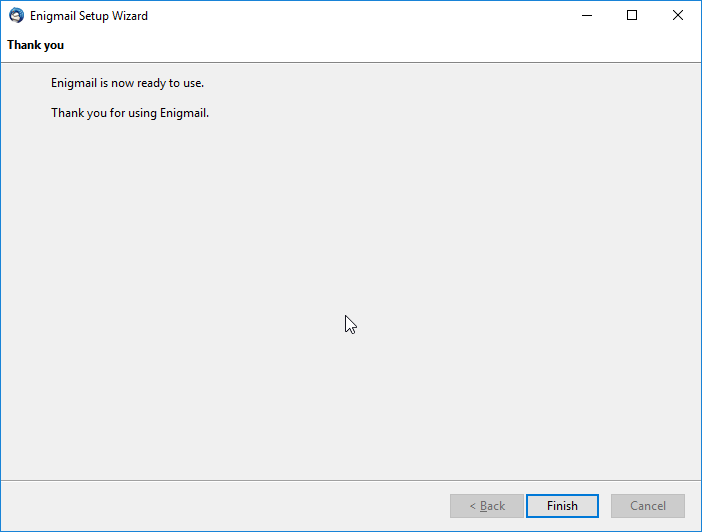 Enigmail Setup Wizard
Thank you
Enigmail is now ready to use.
Thank you for using Enigmail.
< Back
Finish
Cancel